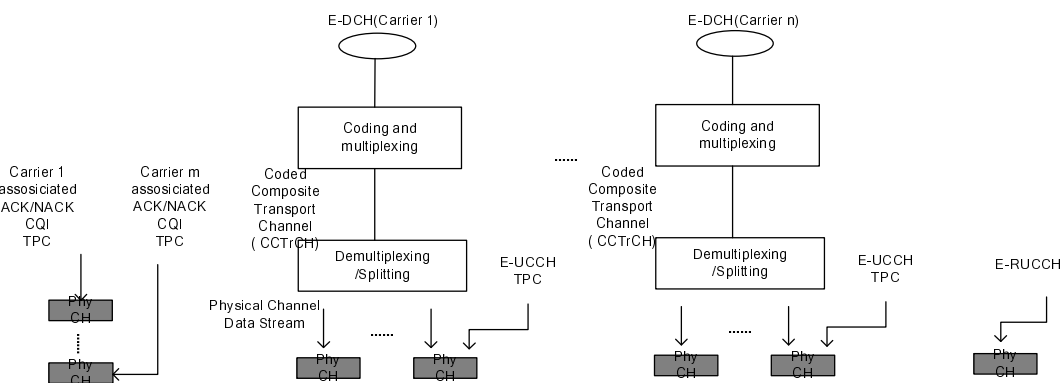 E-DCH(Carrier 1)
E-DCH(Carrier n)
Coding and
multiplexing
Coding and
multiplexing
......
Carrier 1
assosiciated
ACK/NACK
CQI
TPC
Carrier m
assosiciated
ACK/NACK
CQI
TPC
Coded
Composite
Transport
Channel
( CCTrCH)
Coded
Composite
Transport
Channel
( CCTrCH)
Demultiplexing
/Splitting
E-UCCH
TPC
Demultiplexing
/Splitting
E-UCCH
TPC
E-RUCCH
Physical Channel
Data Stream
......
......
Phy
CH
......
Phy
CH
Phy
CH
Phy
CH
Phy
CH
Phy
CH
Phy
CH